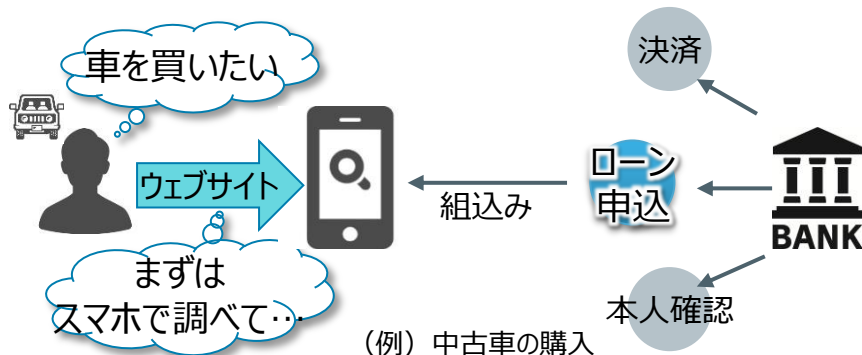 車を買いたい
ウェブサイト
まずは
スマホで調べて…
組込み
ローン
申込
決済
本人確認
BANK
（例）中古車の購入